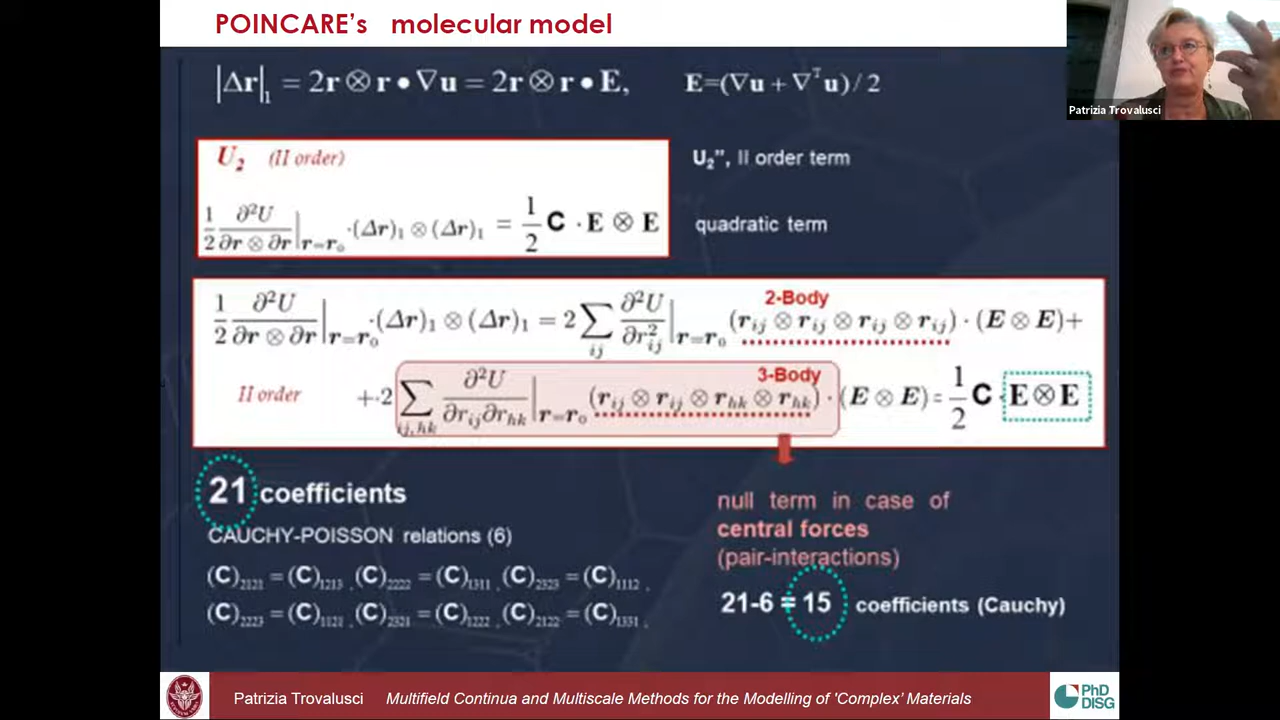 POINCARE's molecular model
Patrizia Trovalusci
|Δr|₁ = 2r ⊗ r • ∇u = 2r ⊗ r • E, E=(∇u + ∇ᵀu) / 2
U₂ (II order)
U₂”, II order term
1/2 ∂²U/∂r ⊗ ∂r |r=r₀ ·(Δr)₁ ⊗ (Δr)₁ = 1/2 C · E ⊗ E
quadratic term
2-Body
1/2 ∂²U/∂r ⊗ ∂r |r=r₀ ·(Δr)₁ ⊗ (Δr)₁ = 2 ∑ij ∂²U/∂r²ij |r=r₀ (rij ⊗ rij ⊗ rij ⊗ rij) · (E ⊗ E)+
3-Body
II order +·2 ∑ij,hk ∂²U/∂rij∂rhk |r=r₀ (rij ⊗ rij ⊗ rhk ⊗ rhk) · (E ⊗ E) = 1/2 C · E ⊗ E
21 coefficients
CAUCHY-POISSON relations (6)
null term in case of
central forces
(pair-interactions)
21-6 = 15 coefficients (Cauchy)
Patrizia Trovalusci Multifield Continua and Multiscale Methods for the Modelling of 'Complex' Materials
PhD
DISG